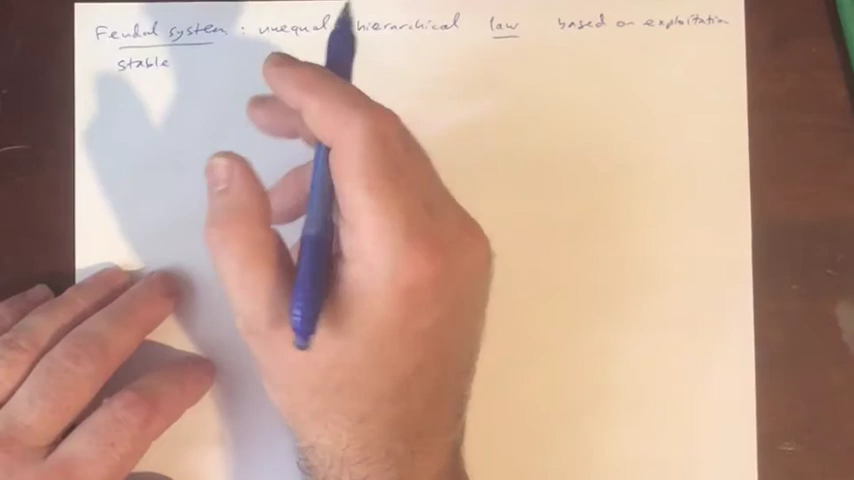 Feudal system : unequal hierarchical law based on exploitation
stable